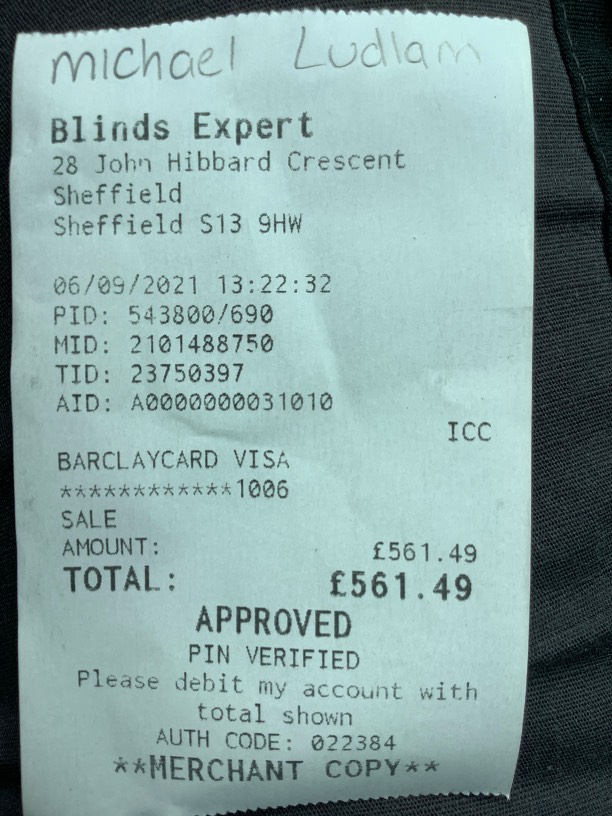 michael Ludlam
Blinds Expert
28 John Hibbard Crescent
Sheffield
Sheffield S13 9HW
06/09/2021 13:22:32
PID: 543800/690
MID: 2101488750
TID: 23750397
AID: A0000000031010
ICC
BARCLAYCARD VISA
************1006
SALE
AMOUNT: £561.49
TOTAL: £561.49
APPROVED
PIN VERIFIED
Please debit my account with
total shown
AUTH CODE: 022384
**MERCHANT COPY**